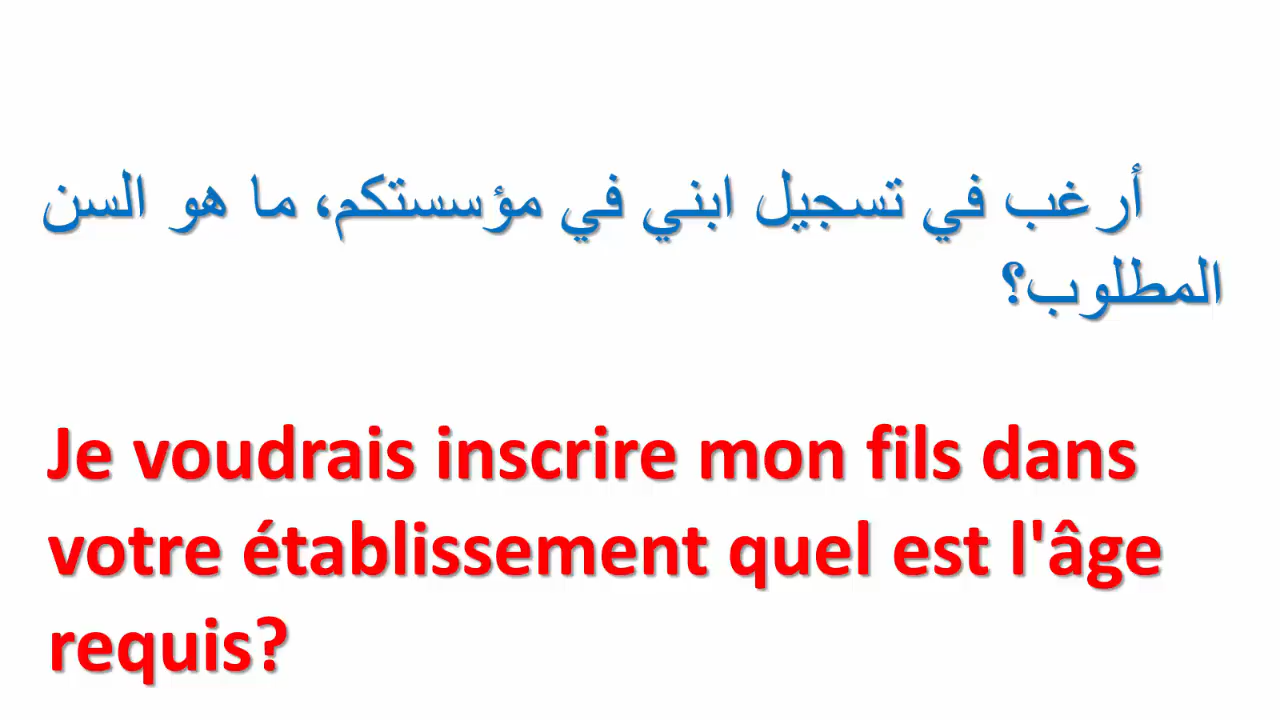 أرغب في تسجيل ابني في مؤسستكم، ما هو السن
المطلوب؟
Je voudrais inscrire mon fils dans
votre établissement quel est l'âge
requis?